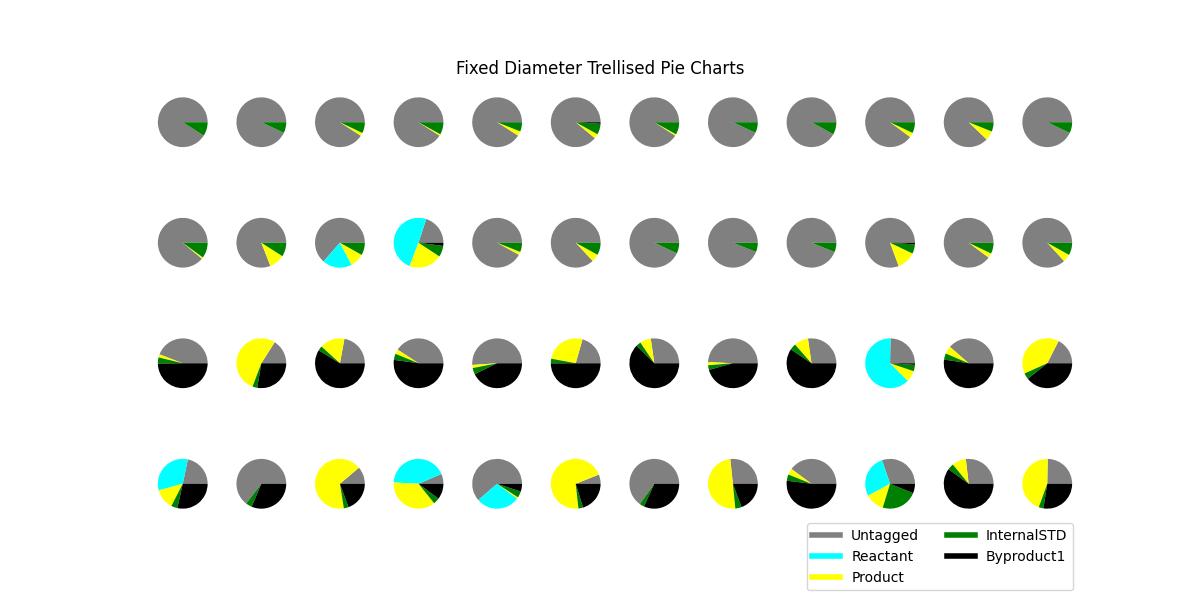 Fixed Diameter Trellised Pie Charts
Untagged
Reactant
Product
InternalSTD
Byproduct1